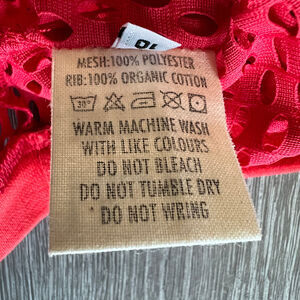 MESH:100% POLYESTER
RIB:100% ORGANIC COTTON
30°
WARM MACHINE WASH
WITH LIKE COLOURS
DO NOT BLEACH
DO NOT TUMBLE DRY
DO NOT WRING